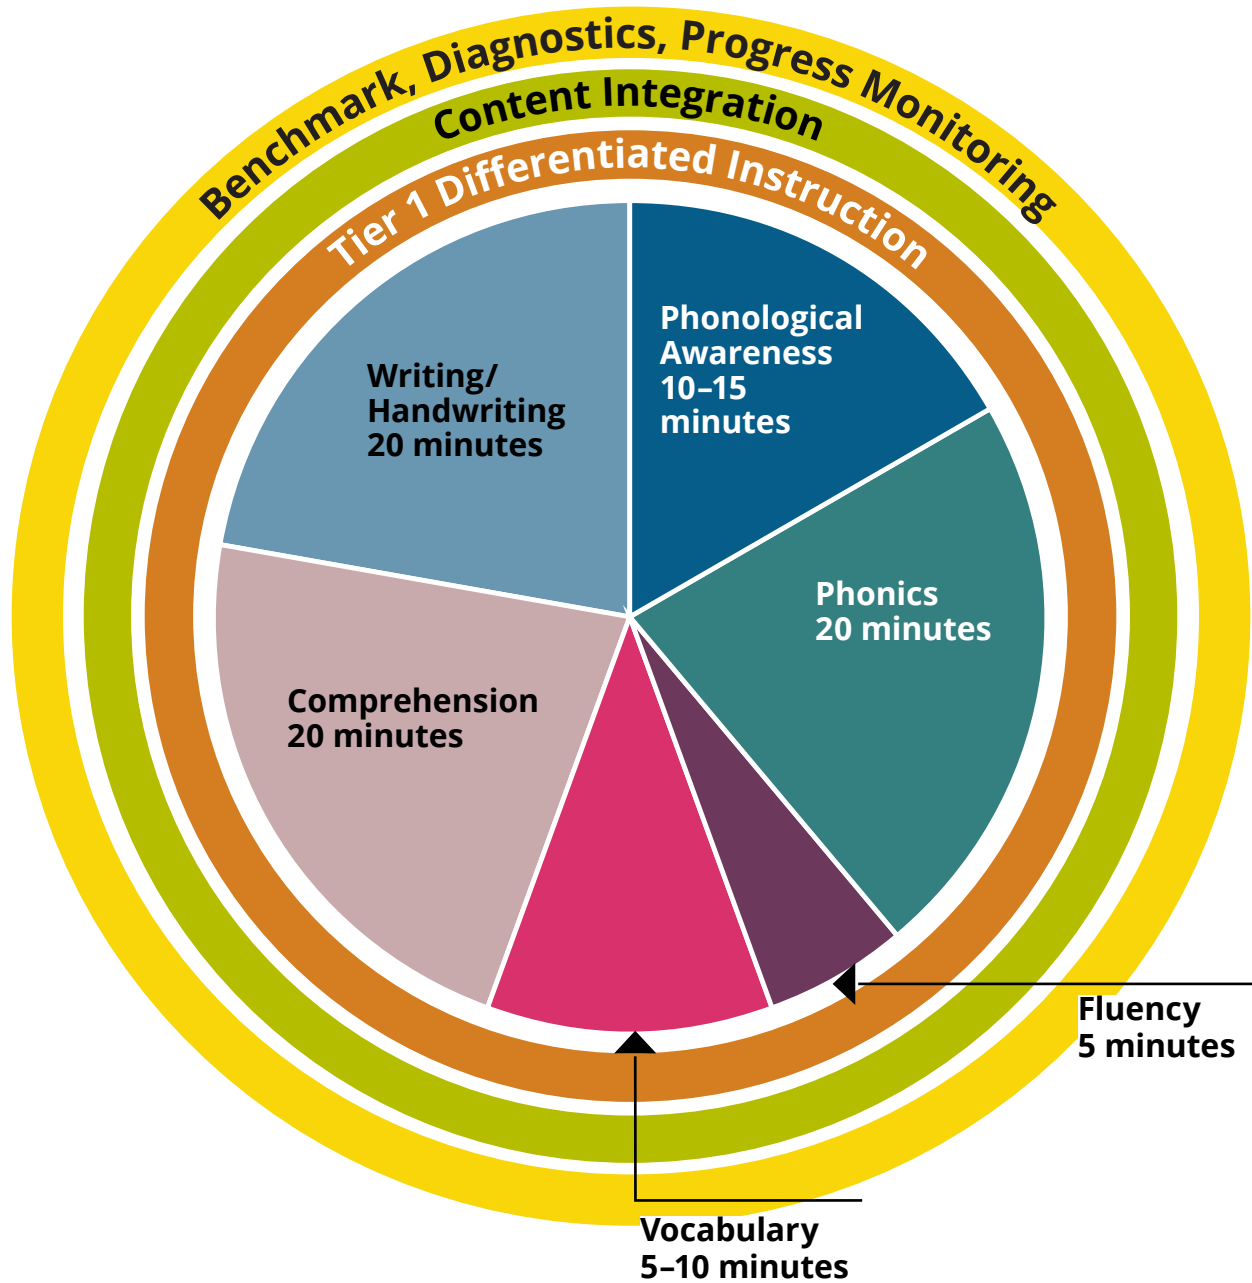 Benchmark, Diagnostics, Progress Monitoring
Content Integration
Tier 1 Differentiated Instruction
Phonological
Awareness
10–15
minutes
Writing/
Handwriting
20 minutes
Phonics
20 minutes
Comprehension
20 minutes
Fluency
5 minutes
Vocabulary
5–10 minutes